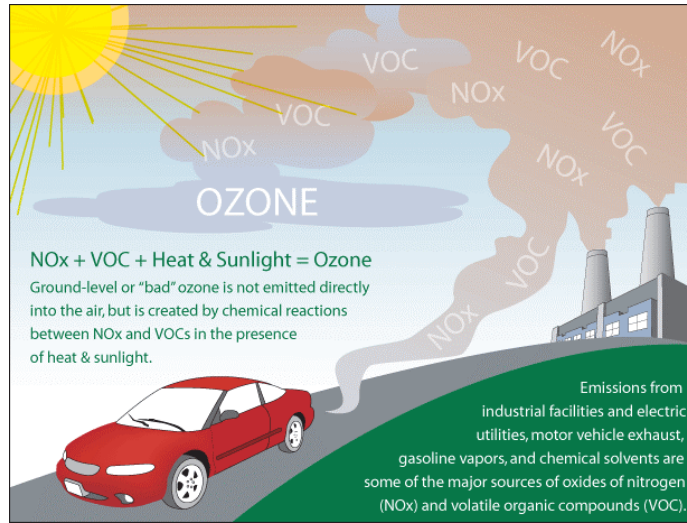 VOC
VOC
NOx
NOx
VOC
NOx
VOC
NOx
OZONE
VOC
NOx
NOx + VOC + Heat & Sunlight = Ozone
Ground-level or "bad" ozone is not emitted directly
into the air, but is created by chemical reactions
between NOx and VOCs in the presence
of heat & sunlight.
Emissions from
industrial facilities and electric
utilities, motor vehicle exhaust,
gasoline vapors, and chemical solvents are
some of the major sources of oxides of nitrogen
(NOx) and volatile organic compounds (VOC).